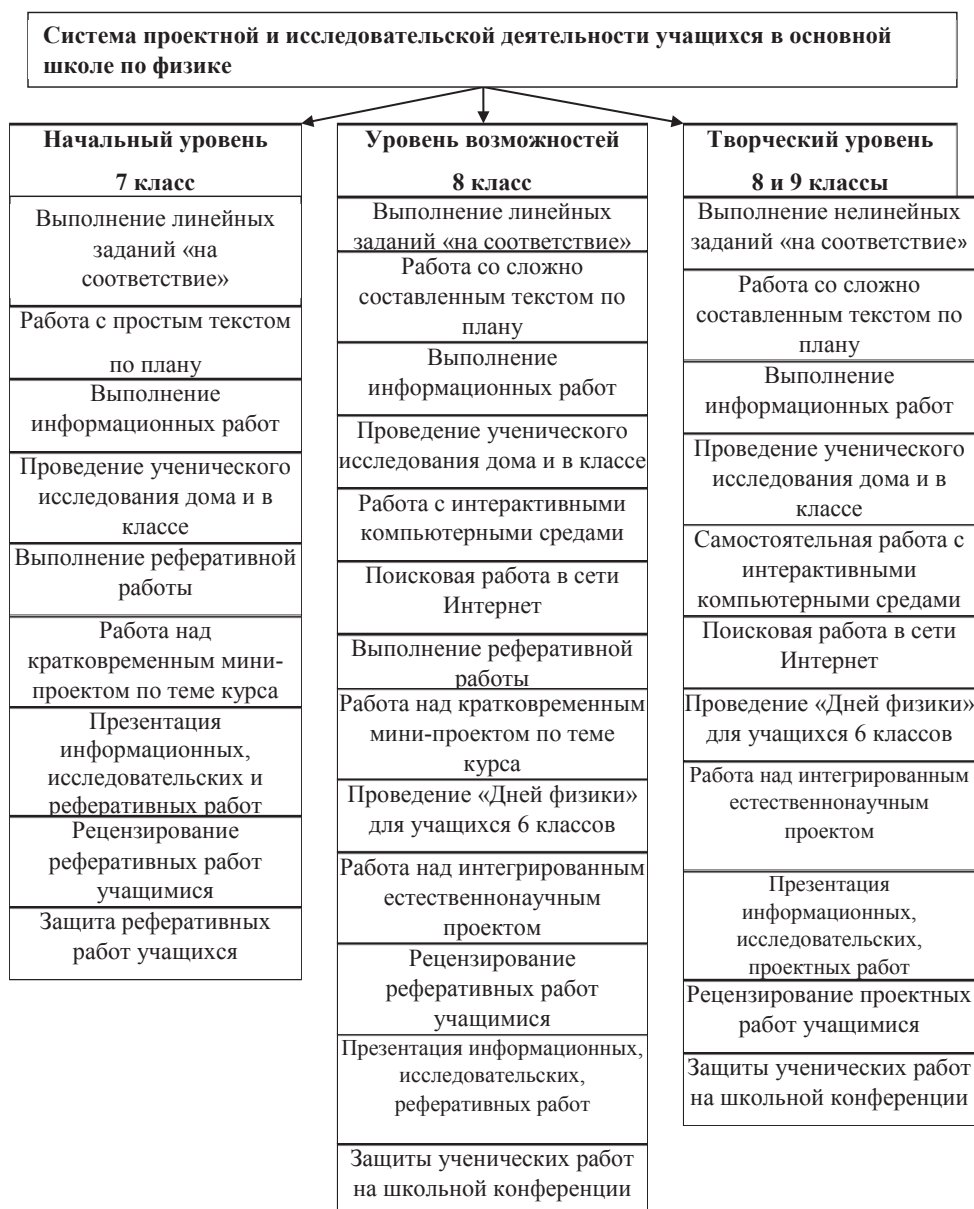 Система проектной и исследовательской деятельности учащихся в основной
школе по физике
Начальный уровень
7 класс
Выполнение линейных
заданий «на
соответствие»
Работа с простым текстом
по плану
Выполнение
информационных работ
Проведение ученического
исследования дома и в
классе
Выполнение реферативной
работы
Работа над
кратковременным мини-
проектом по теме курса
Презентация
информационных,
исследовательских и
реферативных работ
Рецензирование
реферативных работ
учащимися
Защита реферативных
работ учащихся
Уровень возможностей
8 класс
Выполнение линейных
заданий «на соответствие»
Работа со сложно
составленным текстом по
плану
Выполнение
информационных работ
Проведение ученического
исследования дома и в классе
Работа с интерактивными
компьютерными средами
Поисковая работа в сети
Интернет
Выполнение реферативной
работы
Работа над кратковременным
мини-проектом по теме
курса
Проведение «Дней физики»
для учащихся 6 классов
Работа над интегрированным
естественнонаучным
проектом
Рецензирование
реферативных работ
учащимися
Презентация информационных,
исследовательских,
реферативных работ
Защиты ученических работ
на школьной конференции
Творческий уровень
8 и 9 классы
Выполнение нелинейных
заданий «на соответствие»
Работа со сложно
составленным текстом по
плану
Выполнение
информационных работ
Проведение ученического
исследования дома и в
классе
Самостоятельная работа с
интерактивными
компьютерными средами
Поисковая работа в сети
Интернет
Проведение «Дней физики»
для учащихся 6 классов
Работа над интегрированным
естественнонаучным
проектом
Презентация
информационных,
исследовательских,
проектных работ
Рецензирование проектных
работ учащимися
Защиты ученических работ
на школьной конференции